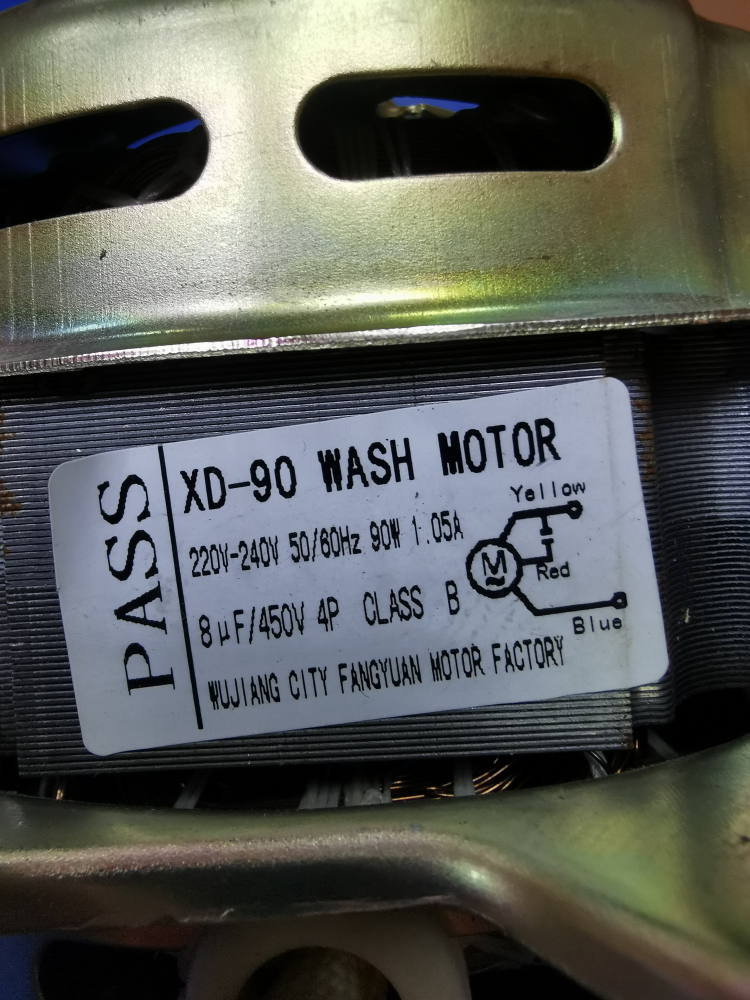 PASS
XD-90 WASH MOTOR
220V-240V 50/60Hz 90W 1.05A
8μF/450V 4P CLASS B
WUJIANG CITY FANGYUAN MOTOR FACTORY
Yellow
M
Red
Blue